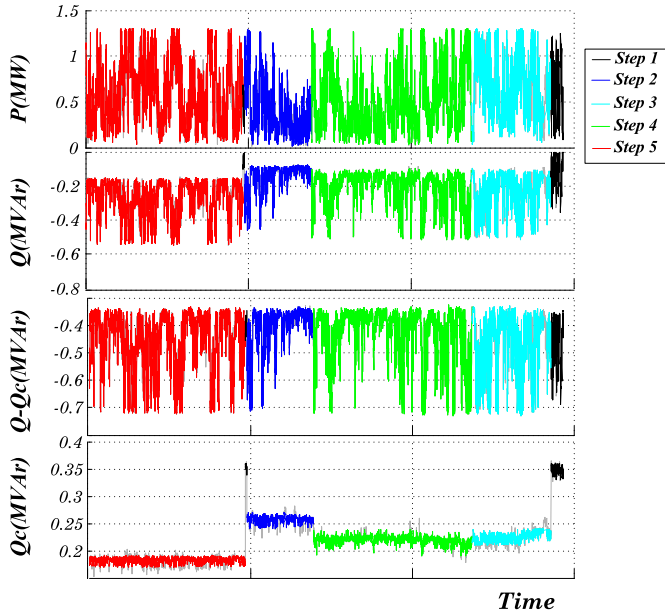 1.5
1
0.5
0
P(MW)
Step 1
Step 2
Step 3
Step 4
Step 5
-0.2
-0.4
-0.6
-0.8
Q(MVAr)
-0.4
-0.5
-0.6
-0.7
Q-Qc(MVAr)
0.4
0.35
0.3
0.25
0.2
Qc(MVAr)
Time